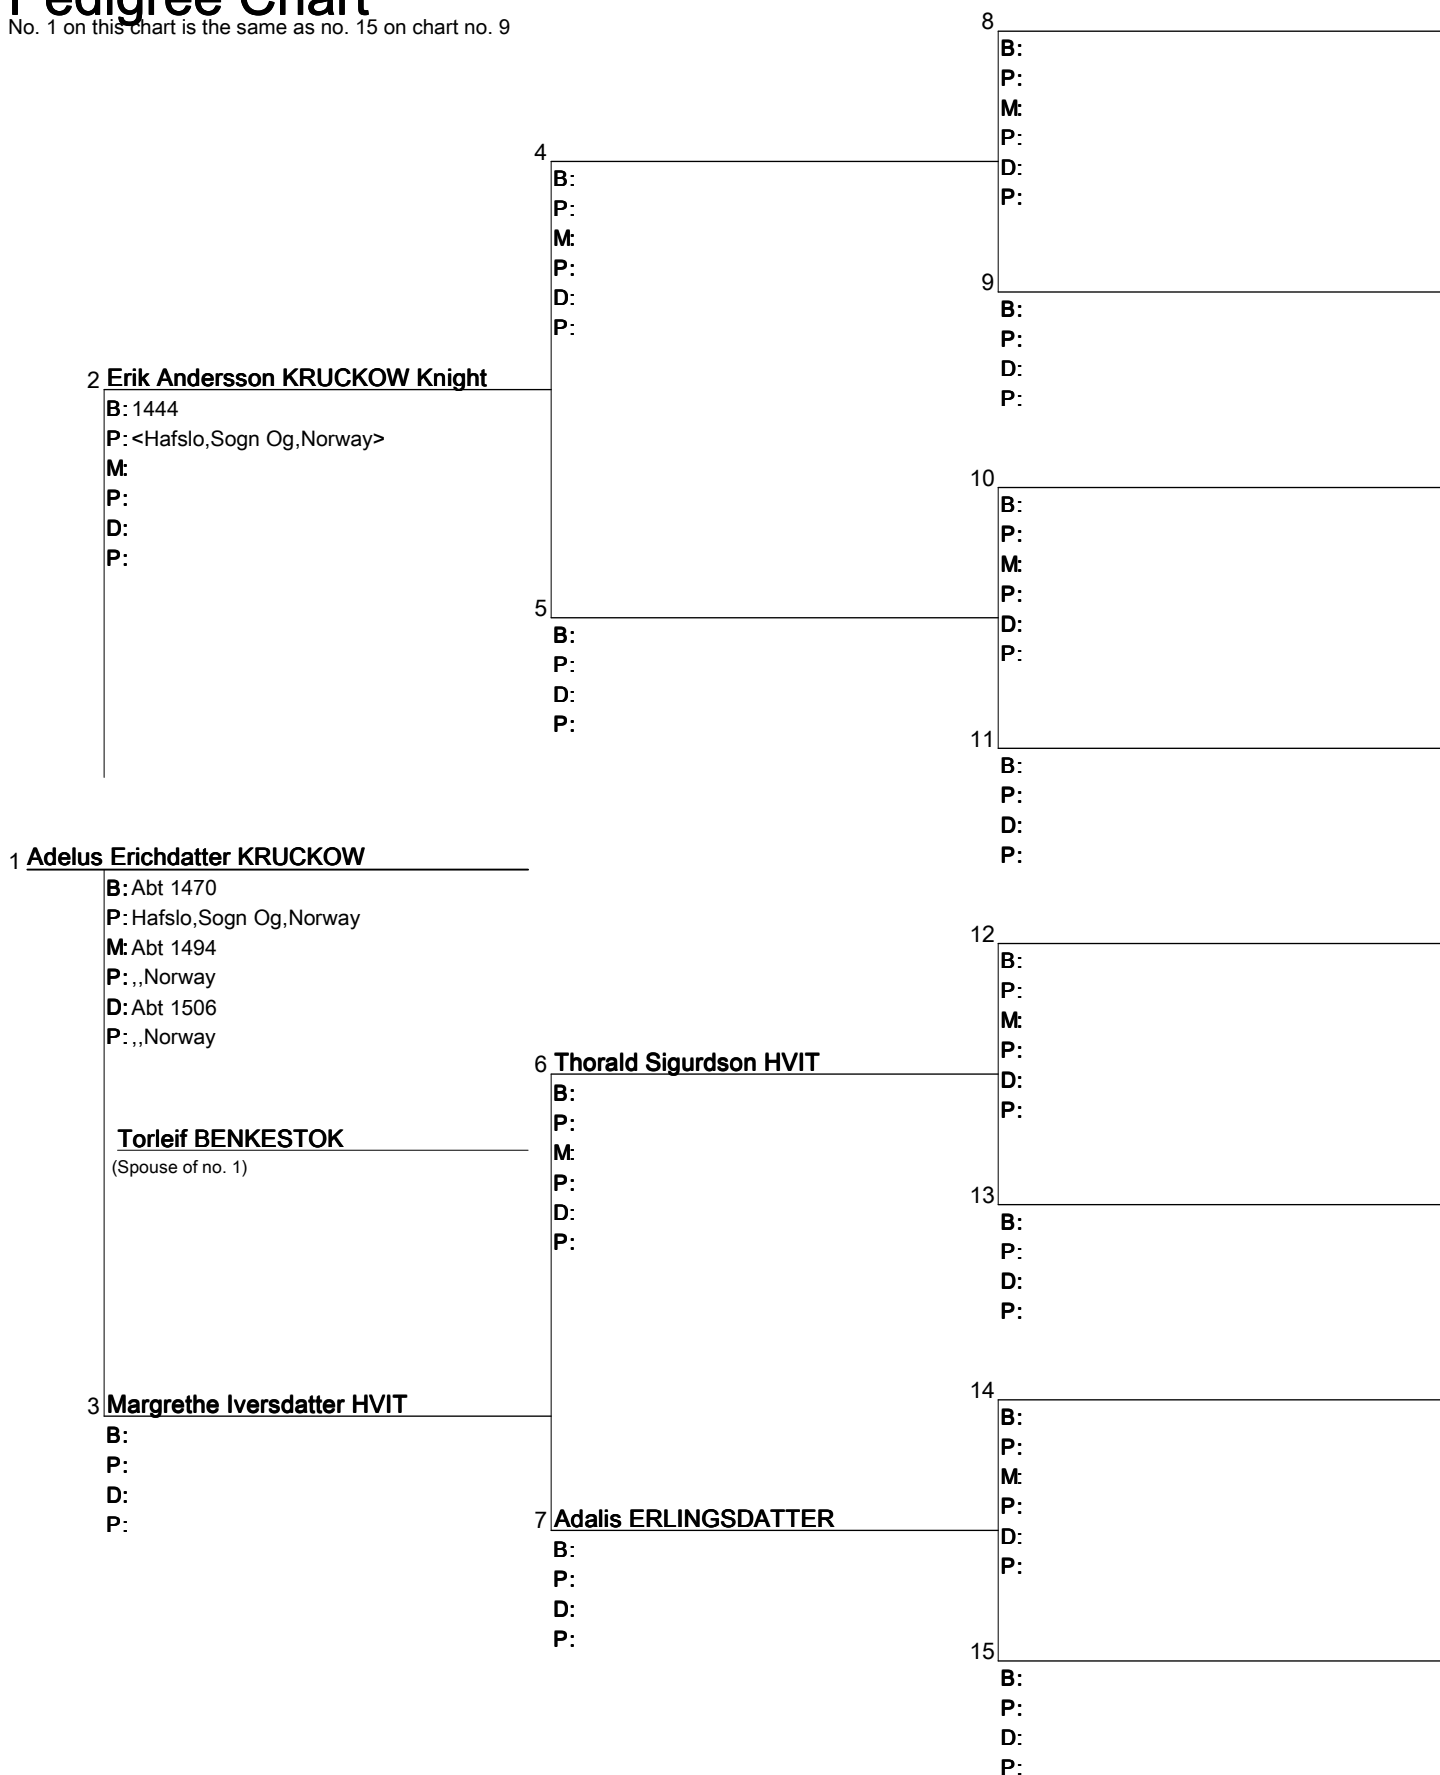 Pedigree Chart
No. 1 on this chart is the same as no. 15 on chart no. 9
8
B:
P:
M:
P:
D:
P:
4
B:
P:
M:
P:
D:
P:
9
B:
P:
D:
P:
2 Erik Andersson KRUCKOW Knight
B: 1444
P: <Hafslo,Sogn Og,Norway>
M:
P:
D:
P:
10
B:
P:
M:
P:
D:
P:
5
B:
P:
D:
P:
11
B:
P:
D:
P:
1 Adelus Erichdatter KRUCKOW
B: Abt 1470
P: Hafslo,Sogn Og,Norway
M: Abt 1494
P: ,,Norway
D: Abt 1506
P: ,,Norway
Torleif BENKESTOK
(Spouse of no. 1)
12
B:
P:
M:
P:
D:
P:
6 Thorald Sigurdson HVIT
B:
P:
M:
P:
D:
P:
13
B:
P:
D:
P:
3 Margrethe Iversdatter HVIT
B:
P:
D:
P:
14
B:
P:
M:
P:
D:
P:
7 Adalis ERLINGSDATTER
B:
P:
D:
P:
15
B:
P:
D:
P: